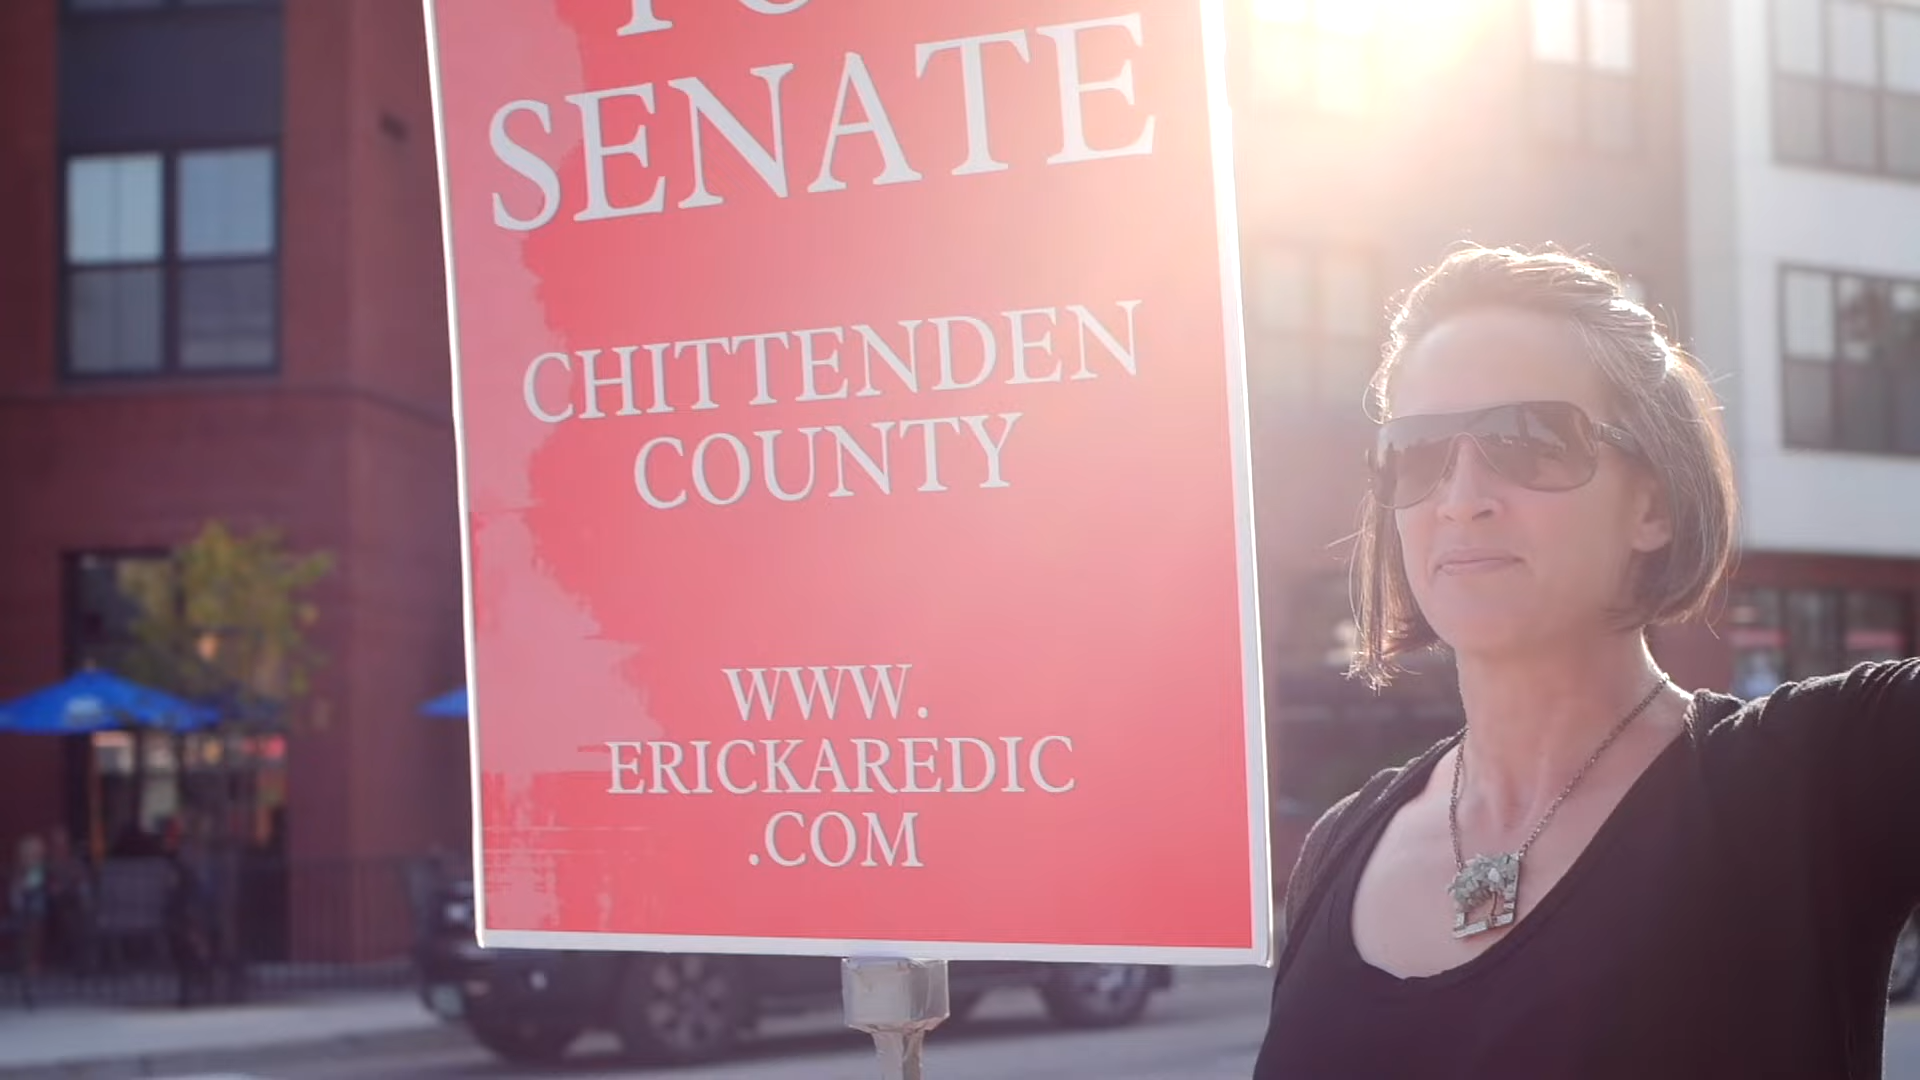 SENATE
CHITTENDEN
COUNTY
WWW.
ERICKAREDIC
.COM